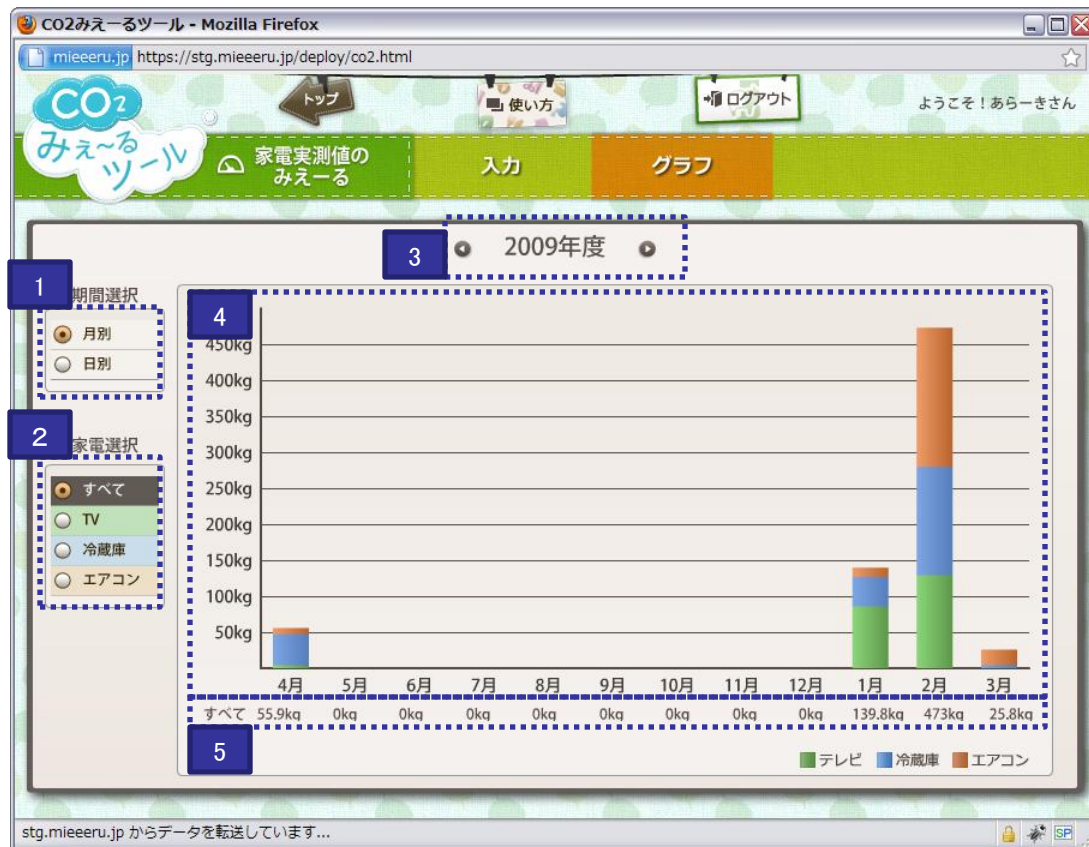 CO2みえーるツール - Mozilla Firefox
mieeeru.jp https://stg.mieeeru.jp/deploy/co2.html
CO2
みえ〜る
ツール
トップ
使い方
ログアウト
ようこそ！あらーきさん
家電実測値の
みえーる
入力
グラフ
3
2009年度
1
期間選択
月別
日別
2
家電選択
すべて
TV
冷蔵庫
エアコン
4
450kg
400kg
350kg
300kg
250kg
200kg
150kg
100kg
50kg
4月 5月 6月 7月 8月 9月 10月 11月 12月 1月 2月 3月
すべて 55.9kg 0kg 0kg 0kg 0kg 0kg 0kg 0kg 0kg 139.8kg 473kg 25.8kg
5
テレビ 冷蔵庫 エアコン
stg.mieeeru.jp からデータを転送しています...
SP